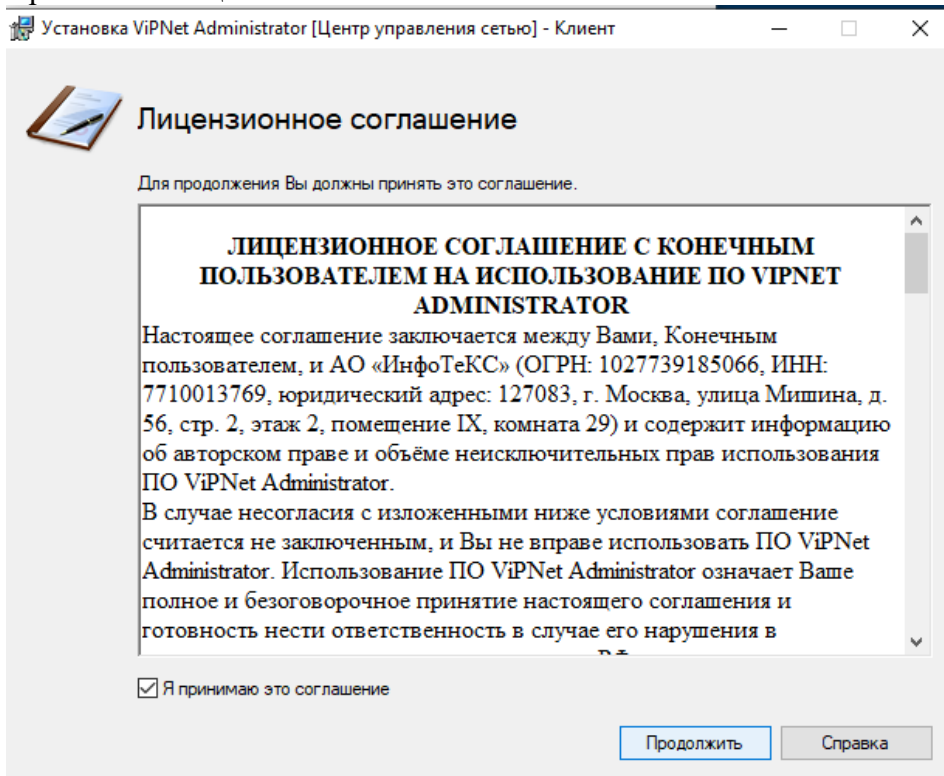 Установка ViPNet Administrator [Центр управления сетью] - Клиент
Лицензионное соглашение
Для продолжения Вы должны принять это соглашение.
ЛИЦЕНЗИОННОЕ СОГЛАШЕНИЕ С КОНЕЧНЫМ
ПОЛЬЗОВАТЕЛЕМ НА ИСПОЛЬЗОВАНИЕ ПО VIPNET
ADMINISTRATOR
Настоящее соглашение заключается между Вами, Конечным
пользователем, и АО «ИнфоТеКС» (ОГРН: 1027739185066, ИНН:
7710013769, юридический адрес: 127083, г. Москва, улица Мишина, д.
56, стр. 2, этаж 2, помещение IX, комната 29) и содержит информацию
об авторском праве и объёме неисключительных прав использования
ПО ViPNet Administrator.
В случае несогласия с изложенными ниже условиями соглашение
считается не заключенным, и Вы не вправе использовать ПО ViPNet
Administrator. Использование ПО ViPNet Administrator означает Ваше
полное и безоговорочное принятие настоящего соглашения и
готовность нести ответственность в случае его нарушения в
Я принимаю это соглашение
Продолжить
Справка